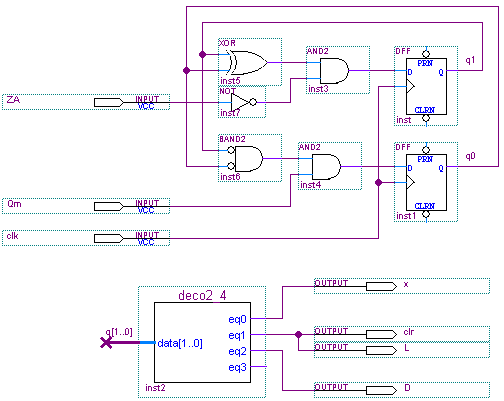 XOR
AND2
DFF
q1
PRN
D Q
inst5
inst3
NOT
ZA
INPUT
VCC
CLRN
inst7
inst
BAND2
AND2
DFF
q0
PRN
D Q
inst6
inst4
Qm
INPUT
VCC
CLRN
inst1
clk
INPUT
VCC
deco2_4
OUTPUT x
q[1..0]
data[1..0]
eq0
eq1
eq2
eq3
OUTPUT clr
OUTPUT L
OUTPUT D
inst2